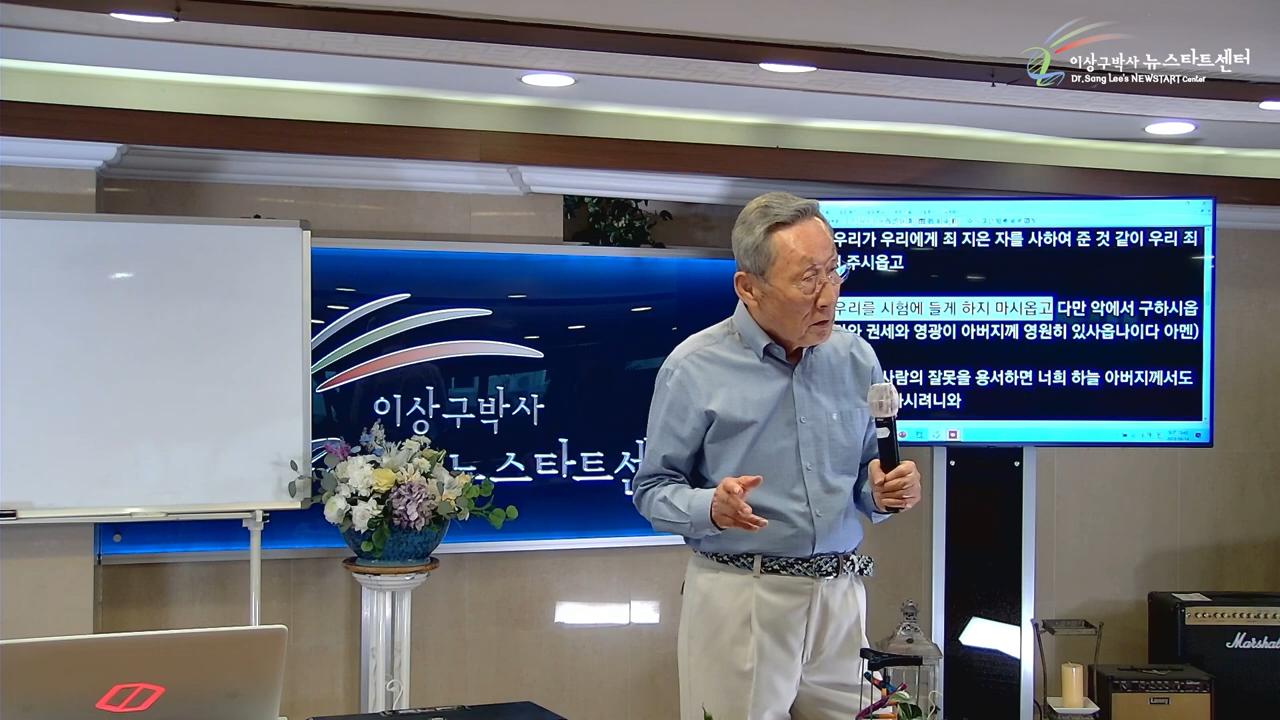 이상구박사 뉴스타트센터
Dr. Sang Lee's NEWSTART Center
우리가 우리에게 죄 지은 자를 사하여 준 것 같이 우리 죄
주시옵고
우리를 시험에 들게 하지 마시옵고 다만 악에서 구하시옵
권세와 영광이 아버지께 영원히 있사옵나이다 아멘)
사람의 잘못을 용서하면 너희 하늘 아버지께서도
하시려니와
이상구박사
뉴스타트센
Marshall
Laney